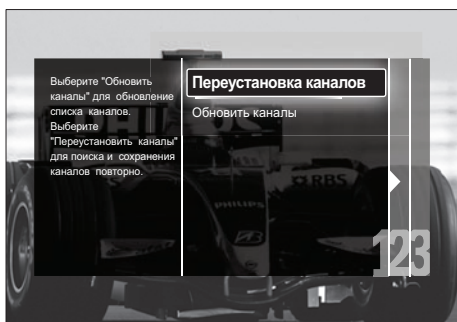 Выберите "Обновить
каналы" для обновление
списка каналов.
Выберите
"Переустановить каналы"
для поиска и сохранения
каналов повторно.
Переустановка каналов
Обновить каналы
RBS
PHILIPS
123